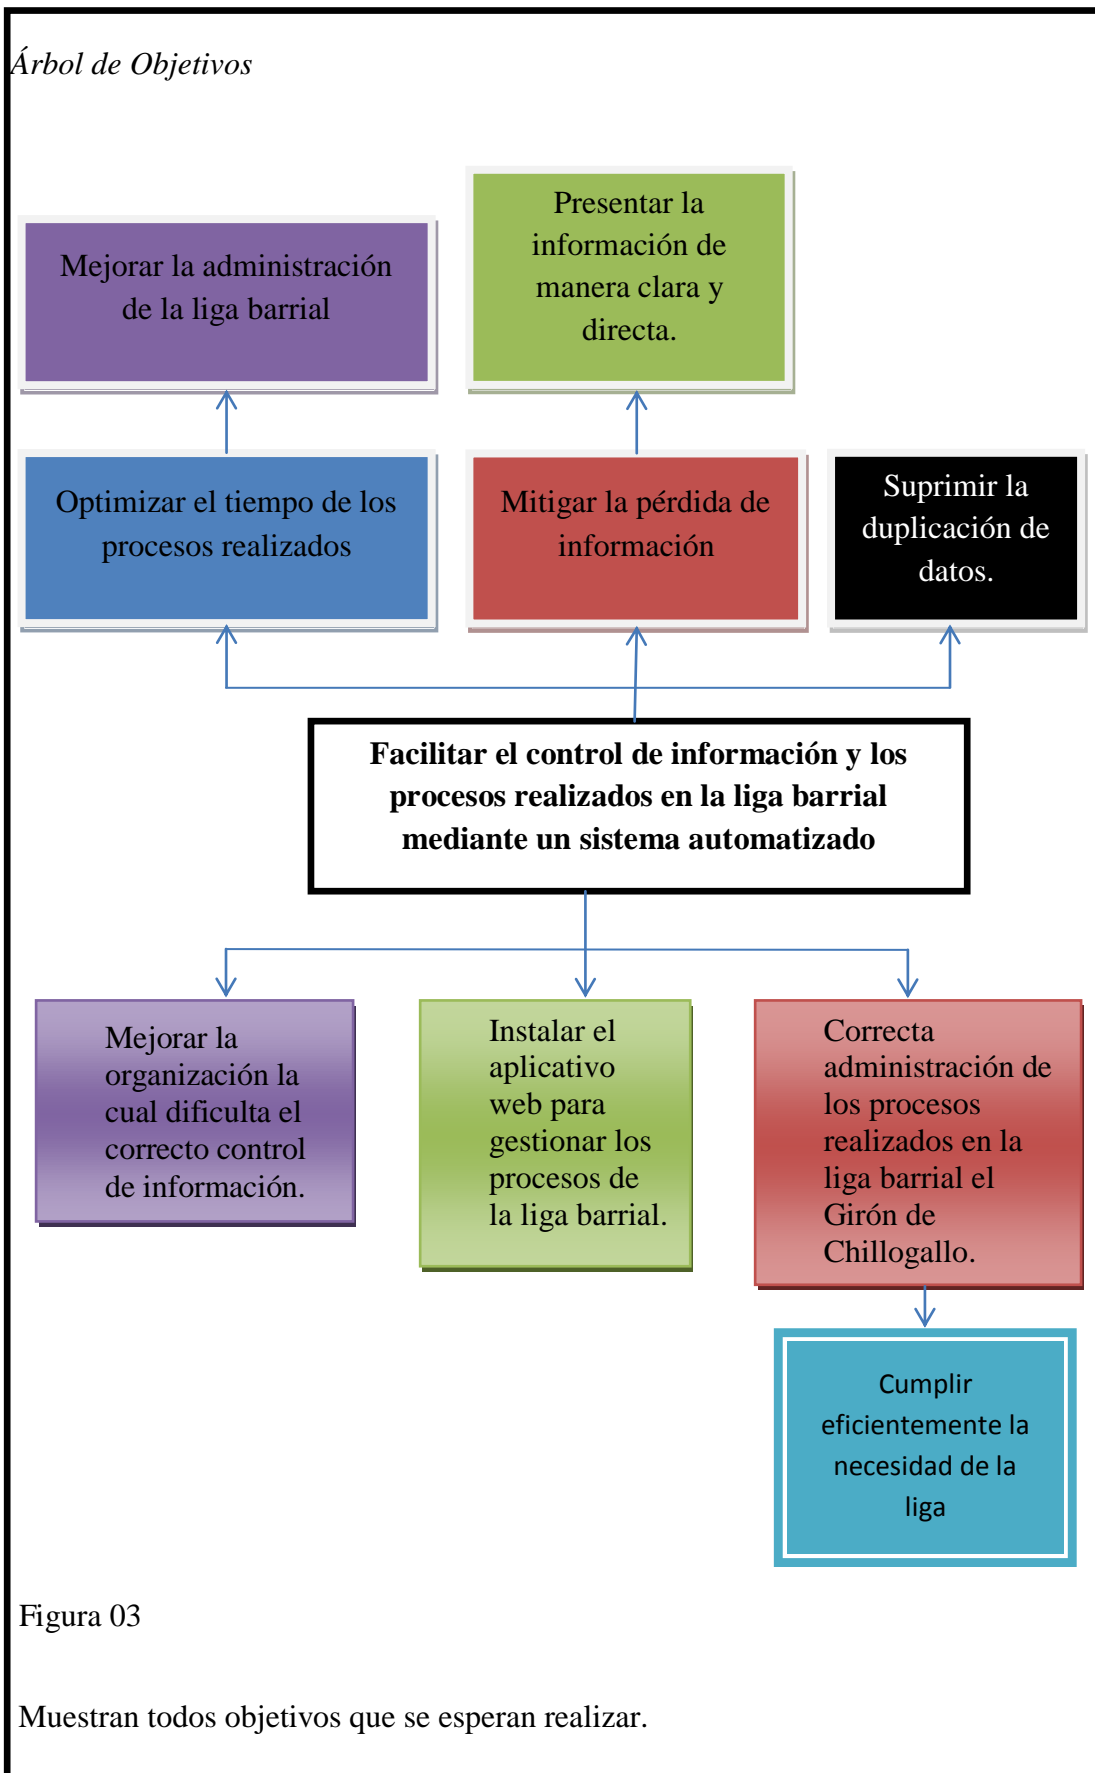 Árbol de Objetivos
Mejorar la administración
de la liga barrial
Presentar la
información de
manera clara y
directa.
Optimizar el tiempo de los
procesos realizados
Mitigar la pérdida de
información
Suprimir la
duplicación de
datos.
Facilitar el control de información y los
procesos realizados en la liga barrial
mediante un sistema automatizado
Mejorar la
organización la
cual dificulta el
correcto control
de información.
Instalar el
aplicativo
web para
gestionar los
procesos de
la liga barrial.
Correcta
administración de
los procesos
realizados en la
liga barrial el
Girón de
Chillogallo.
Cumplir
eficientemente la
necesidad de la
liga
Figura 03
Muestran todos objetivos que se esperan realizar.